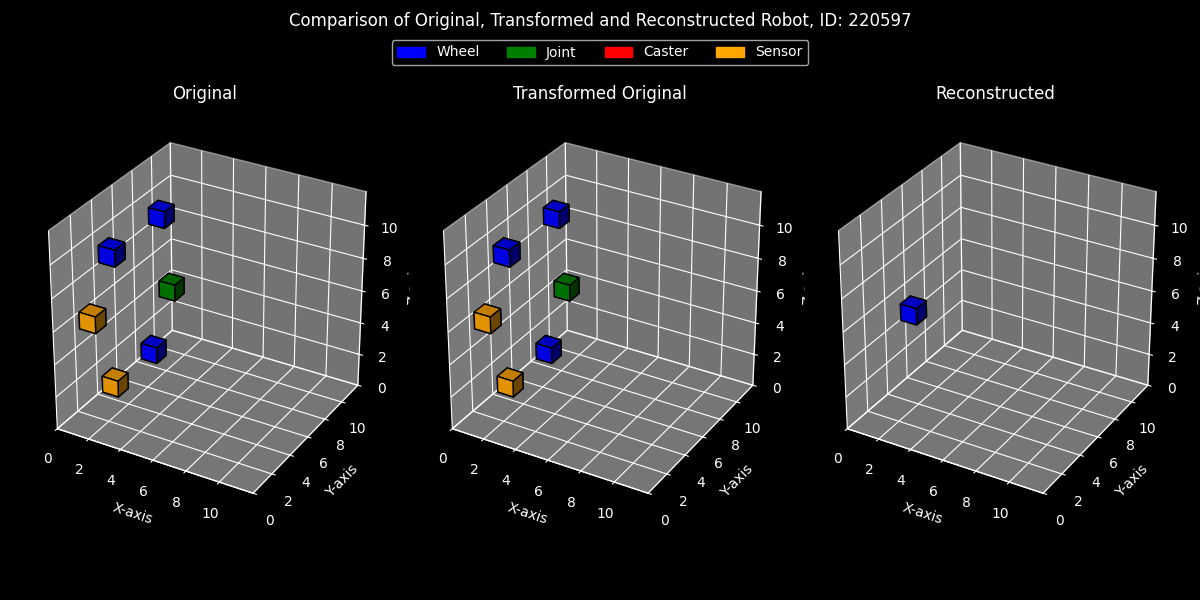 Comparison of Original, Transformed and Reconstructed Robot, ID: 220597
Wheel Joint Caster Sensor
Original Transformed Original Reconstructed
10 10 10
8 8 8
6 6 6
4 4 4
2 2 2
0 0 0
0 2 4 6 8 10 0 2 4 6 8 10 0 2 4 6 8 10
0 2 4 6 8 10 0 2 4 6 8 10 0 2 4 6 8 10
X-axis Y-axis X-axis Y-axis X-axis Y-axis